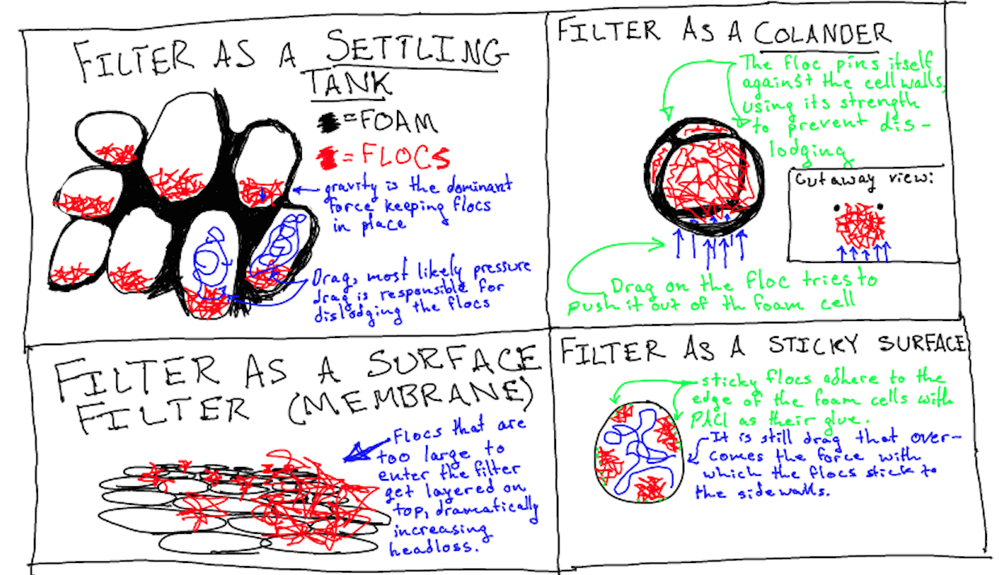 FILTER AS A SETTLING
TANK
= FOAM
= FLOCS
gravity is the dominant
force keeping flocs
in place
Drag, most likely pressure
drag is responsible for
dislodging the flocs
FILTER AS A COLANDER
The floc pins itself
against the cell walls,
using its strength
to prevent dis-
lodging
Cutaway view:
Drag on the floc tries to
push it out of th foam cell
FILTER AS A SURFACE
FILTER (MEMBRANE)
Flocs that are
too large to
enter the filter
get layered on
top, dramatically
increasing
headloss.
FILTER AS A STICKY SURFACE
sticky flocs adhere to the
edge of the foam cells with
PACl as their glue.
It is still drag that over-
comes the force with
which the flocs stick to
the sidewalls.